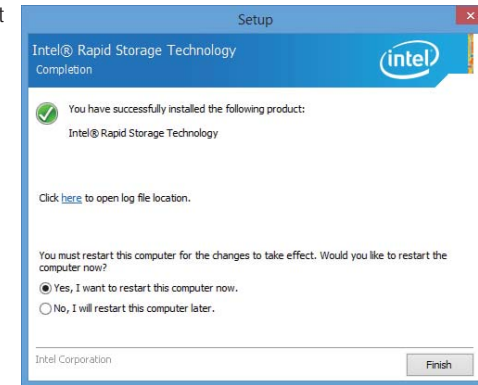 t
Setup
Intel® Rapid Storage Technology
Completion
intel
You have successfully installed the following product:
Intel® Rapid Storage Technology
Click here to open log file location.
You must restart this computer for the changes to take effect. Would you like to restart the
computer now?
Yes, I want to restart this computer now.
No, I will restart this computer later.
Intel Corporation
Finish